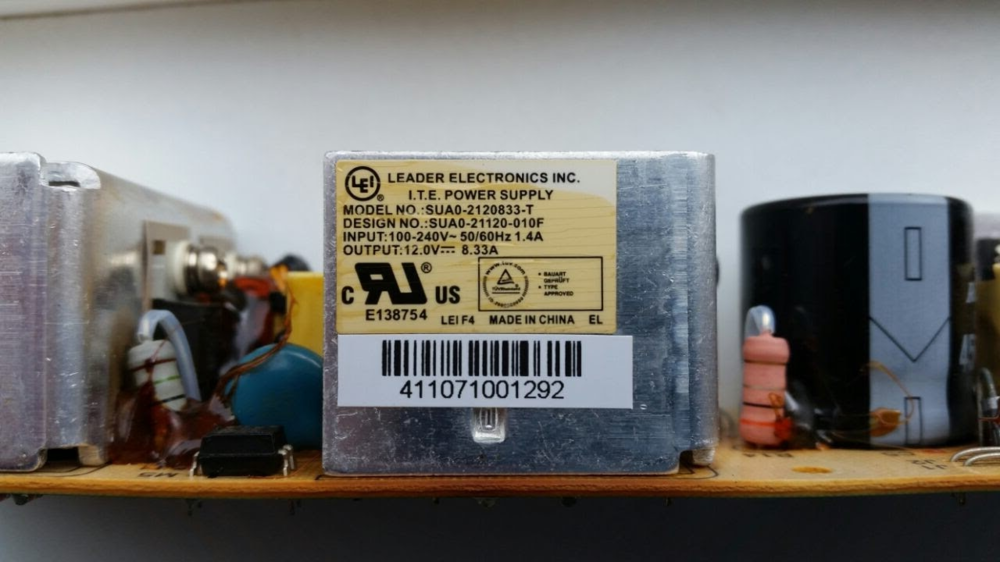 LEI ® LEADER ELECTRONICS INC.
I.T.E. POWER SUPPLY
MODEL NO.:SUA0-2120833-T
DESIGN NO.:SUA0-21120-010F
INPUT:100-240V~ 50/60Hz 1.4A
OUTPUT:12.0V⎓ 8.33A
C RU ® US
E138754
BAUART
GEPRÜFT
TYPE
APPROVED
LEI F4 MADE IN CHINA EL
411071001292